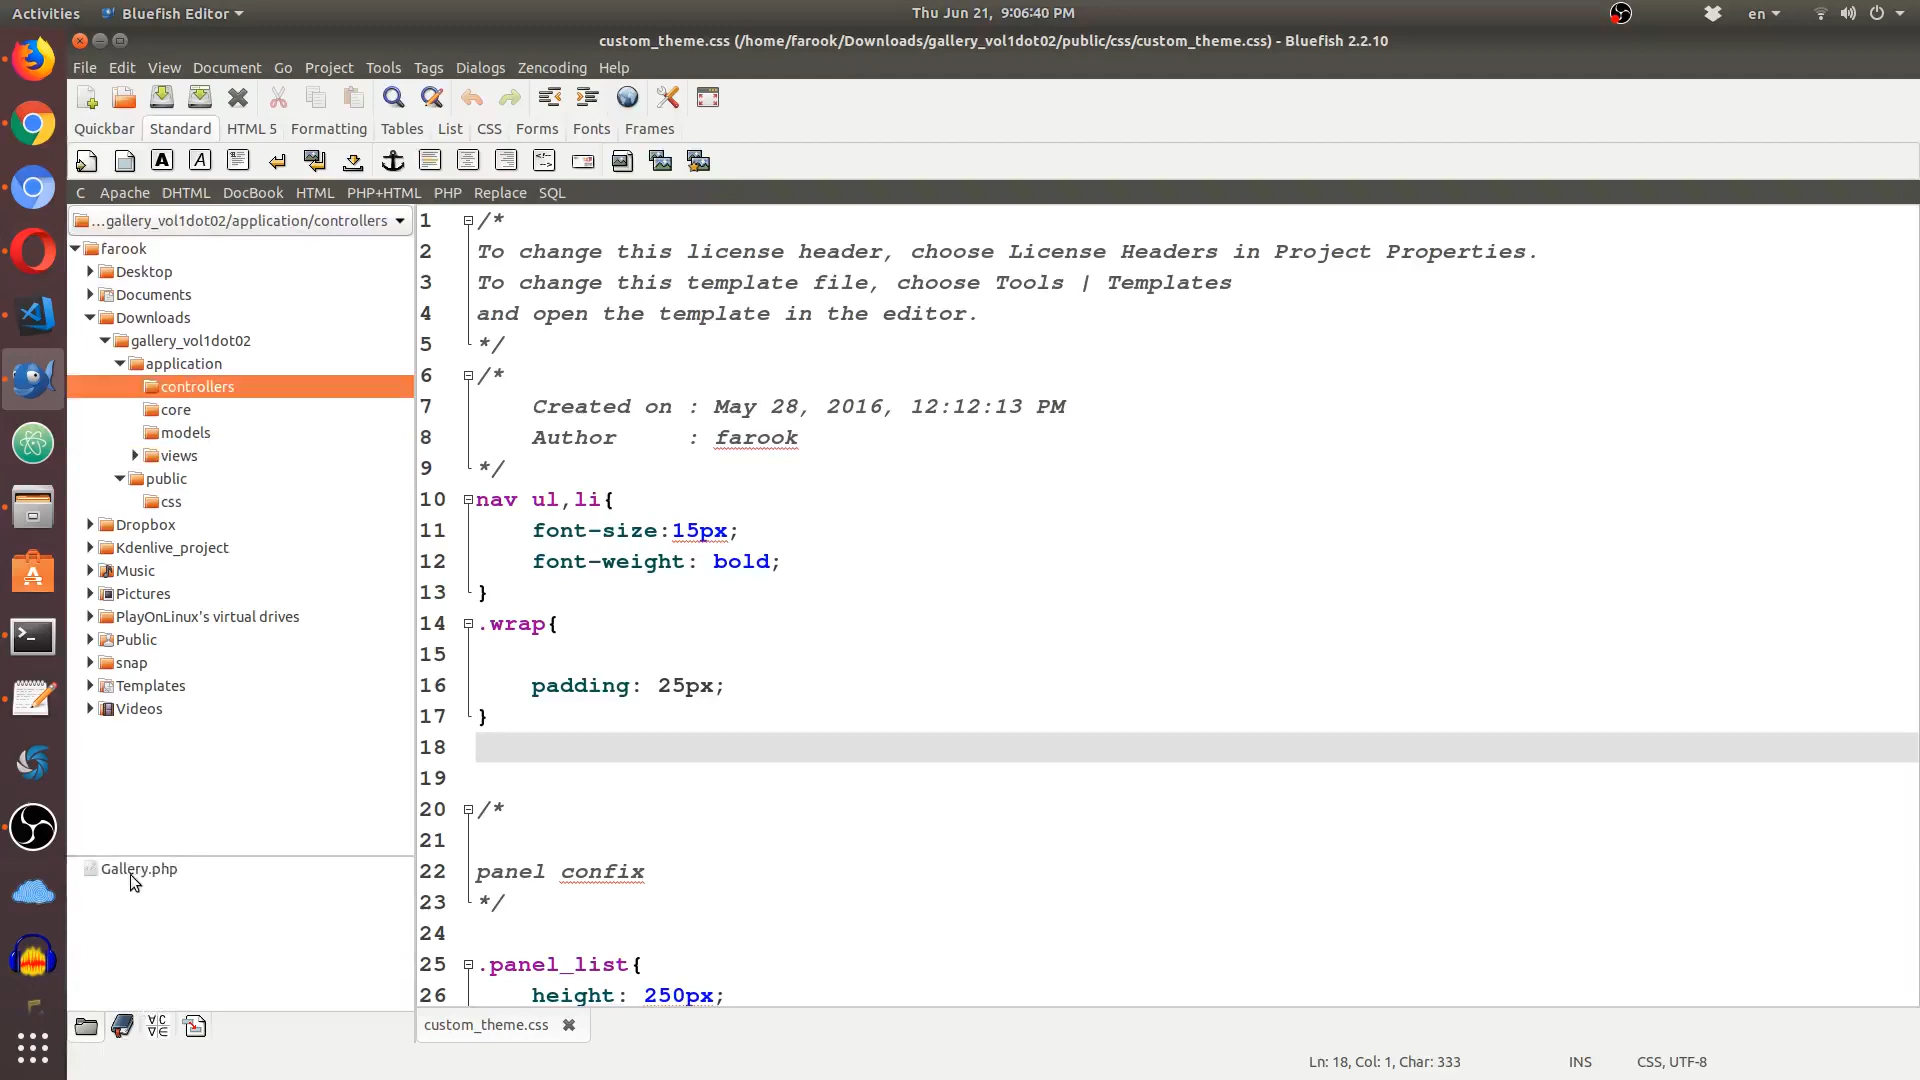 Activities Bluefish Editor Thu Jun 21, 9:06:40 PM en
custom_theme.css (/home/farook/Downloads/gallery_vol1dot02/public/css/custom_theme.css) - Bluefish 2.2.10
File Edit View Document Go Project Tools Tags Dialogs Zencoding Help
Quickbar Standard HTML 5 Formatting Tables List CSS Forms Fonts Frames
C Apache DHTML DocBook HTML PHP+HTML PHP Replace SQL
...gallery_vol1dot02/application/controllers
farook
Desktop
Documents
Downloads
gallery_vol1dot02
application
controllers
core
models
views
public
css
Dropbox
Kdenlive_project
Music
Pictures
PlayOnLinux's virtual drives
Public
snap
Templates
Videos
Gallery.php
1 /*
2 To change this license header, choose License Headers in Project Properties.
3 To change this template file, choose Tools | Templates
4 and open the template in the editor.
5 */
6 /*
7 Created on : May 28, 2016, 12:12:13 PM
8 Author : farook
9 */
10 nav ul,li{
11 font-size:15px;
12 font-weight: bold;
13 }
14 .wrap{
15
16 padding: 25px;
17 }
18
19
20 /*
21
22 panel confix
23 */
24
25 .panel_list{
26 height: 250px;
custom_theme.css
Ln: 18, Col: 1, Char: 333 INS CSS, UTF-8